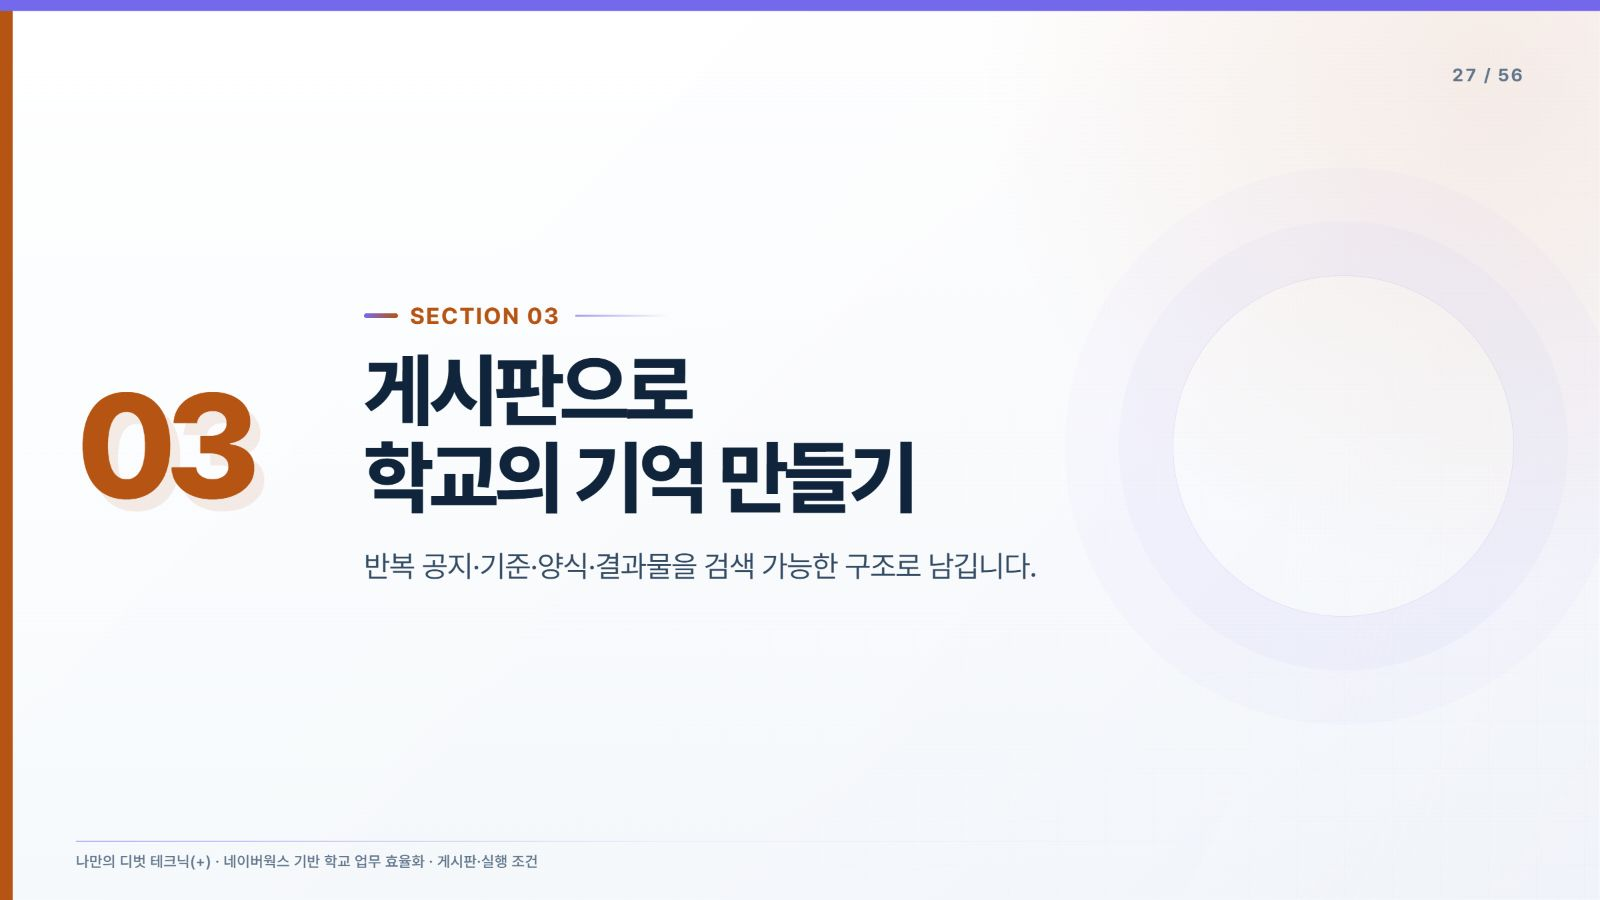 27 / 56
SECTION 03
03
게시판으로
학교의 기억 만들기
반복 공지·기준·양식·결과물을 검색 가능한 구조로 남깁니다.
나만의 디벗 테크닉(+) · 네이버웍스 기반 학교 업무 효율화 · 게시판·실행 조건